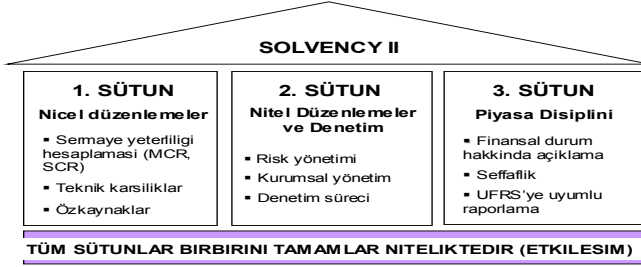 SOLVENCY II
1. SÜTUN
Nicel düzenlemeler
▪ Sermaye yeterliligi
hesaplamasi (MCR,
SCR)
▪ Teknik karsiliklar
▪ Özkaynaklar
2. SÜTUN
Nitel Düzenlemeler
ve Denetim
▪ Risk yönetimi
▪ Kurumsal yönetim
▪ Denetim süreci
3. SÜTUN
Piyasa Disiplini
▪ Finansal durum
hakkinda açiklama
▪ Seffaflik
▪ UFRS'ye uyumlu
raporlama
TÜM SÜTUNLAR BIRBIRINI TAMAMLAR NITELIKTEDIR (ETKILESIM)